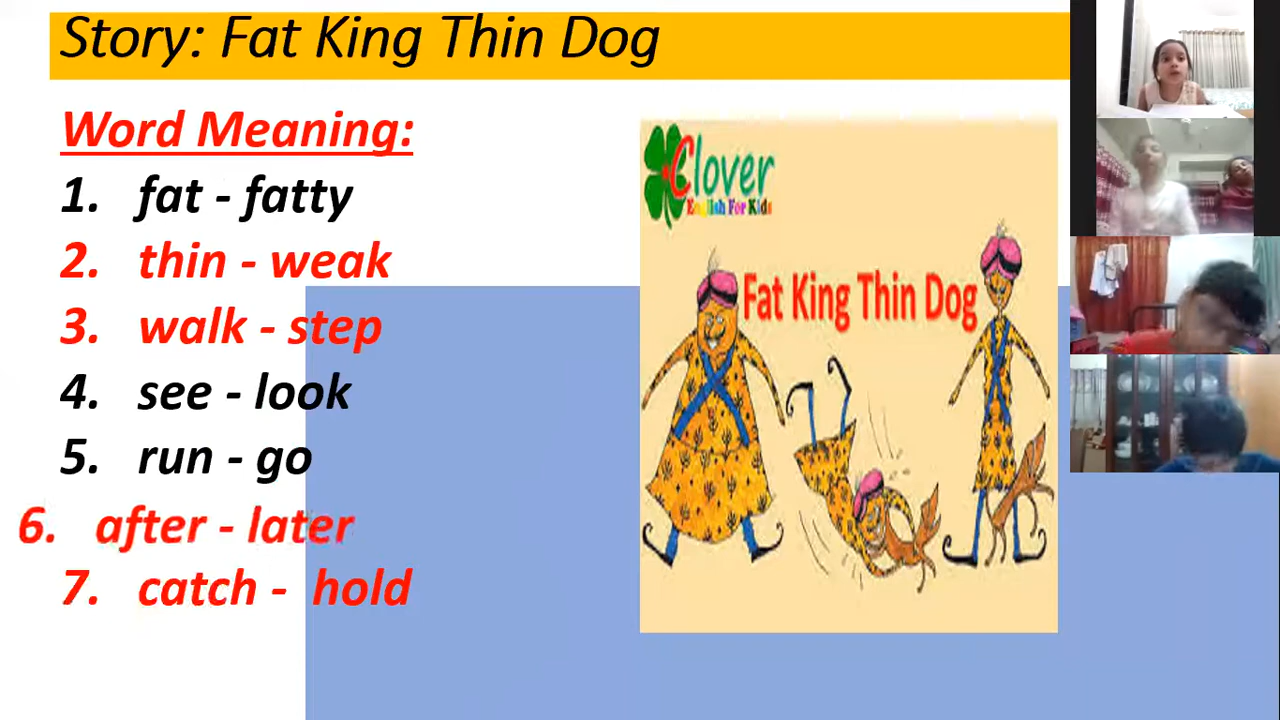 Story: Fat King Thin Dog
Word Meaning:
1. fat - fatty
2. thin - weak
3. walk - step
4. see - look
5. run - go
6. after - later
7. catch - hold
Clover
English For Kids
Fat King Thin Dog